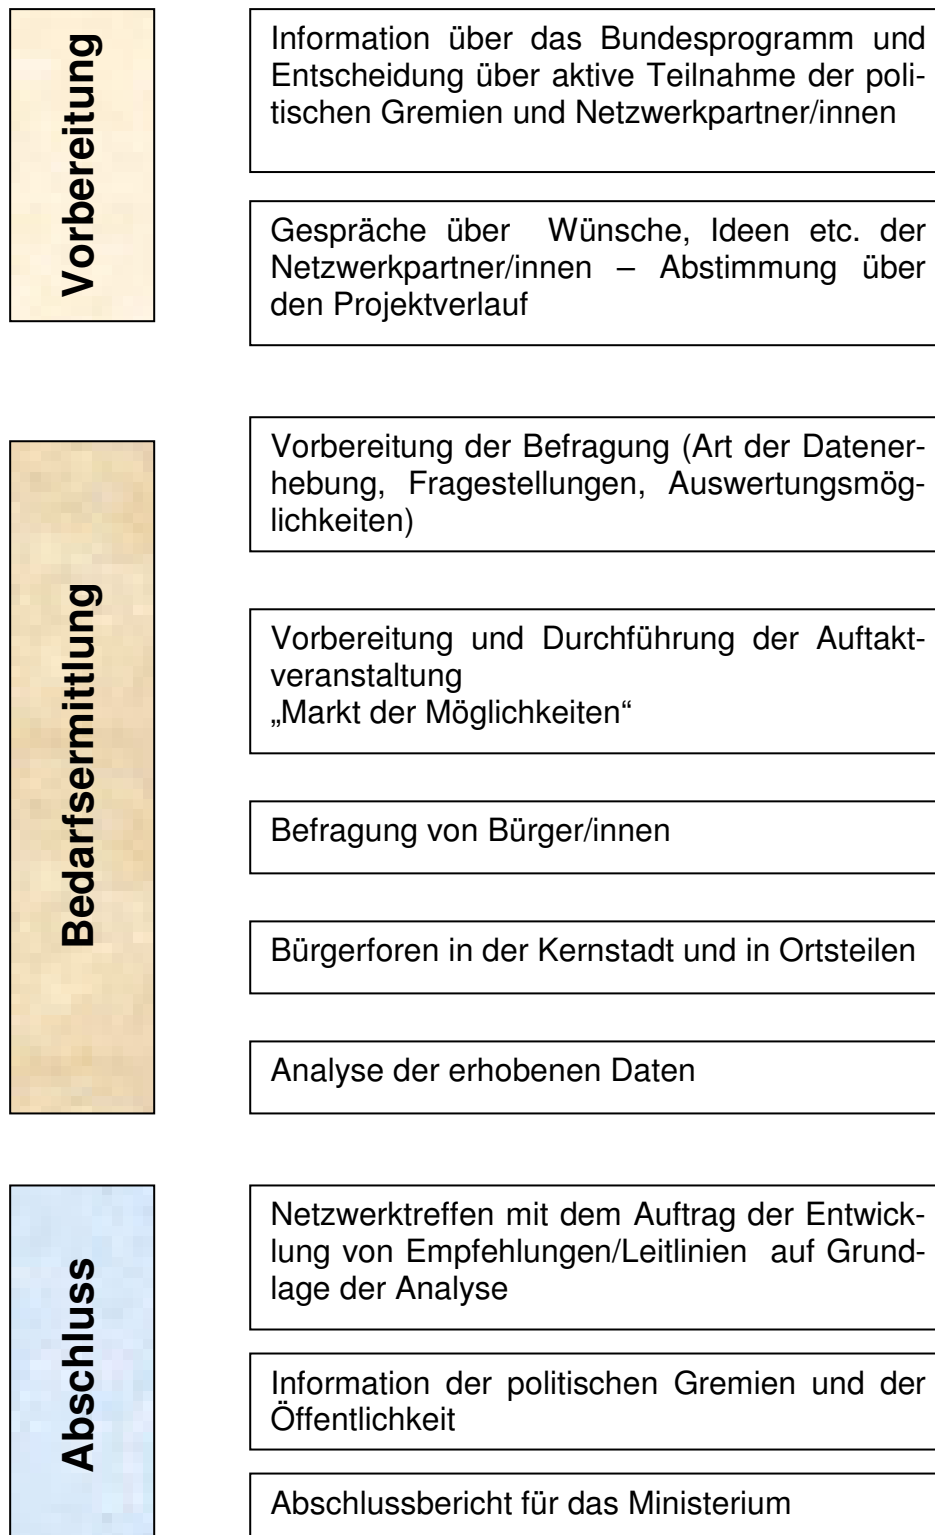 Vorbereitung
Information über das Bundesprogramm und
Entscheidung über aktive Teilnahme der poli-
tischen Gremien und Netzwerkpartner/innen
Gespräche über Wünsche, Ideen etc. der
Netzwerkpartner/innen – Abstimmung über
den Projektverlauf
Bedarfsermittlung
Vorbereitung der Befragung (Art der Datener-
hebung, Fragestellungen, Auswertungsmög-
lichkeiten)
Vorbereitung und Durchführung der Auftakt-
veranstaltung
„Markt der Möglichkeiten“
Befragung von Bürger/innen
Bürgerforen in der Kernstadt und in Ortsteilen
Analyse der erhobenen Daten
Abschluss
Netzwerktreffen mit dem Auftrag der Entwick-
lung von Empfehlungen/Leitlinien auf Grund-
lage der Analyse
Information der politischen Gremien und der
Öffentlichkeit
Abschlussbericht für das Ministerium